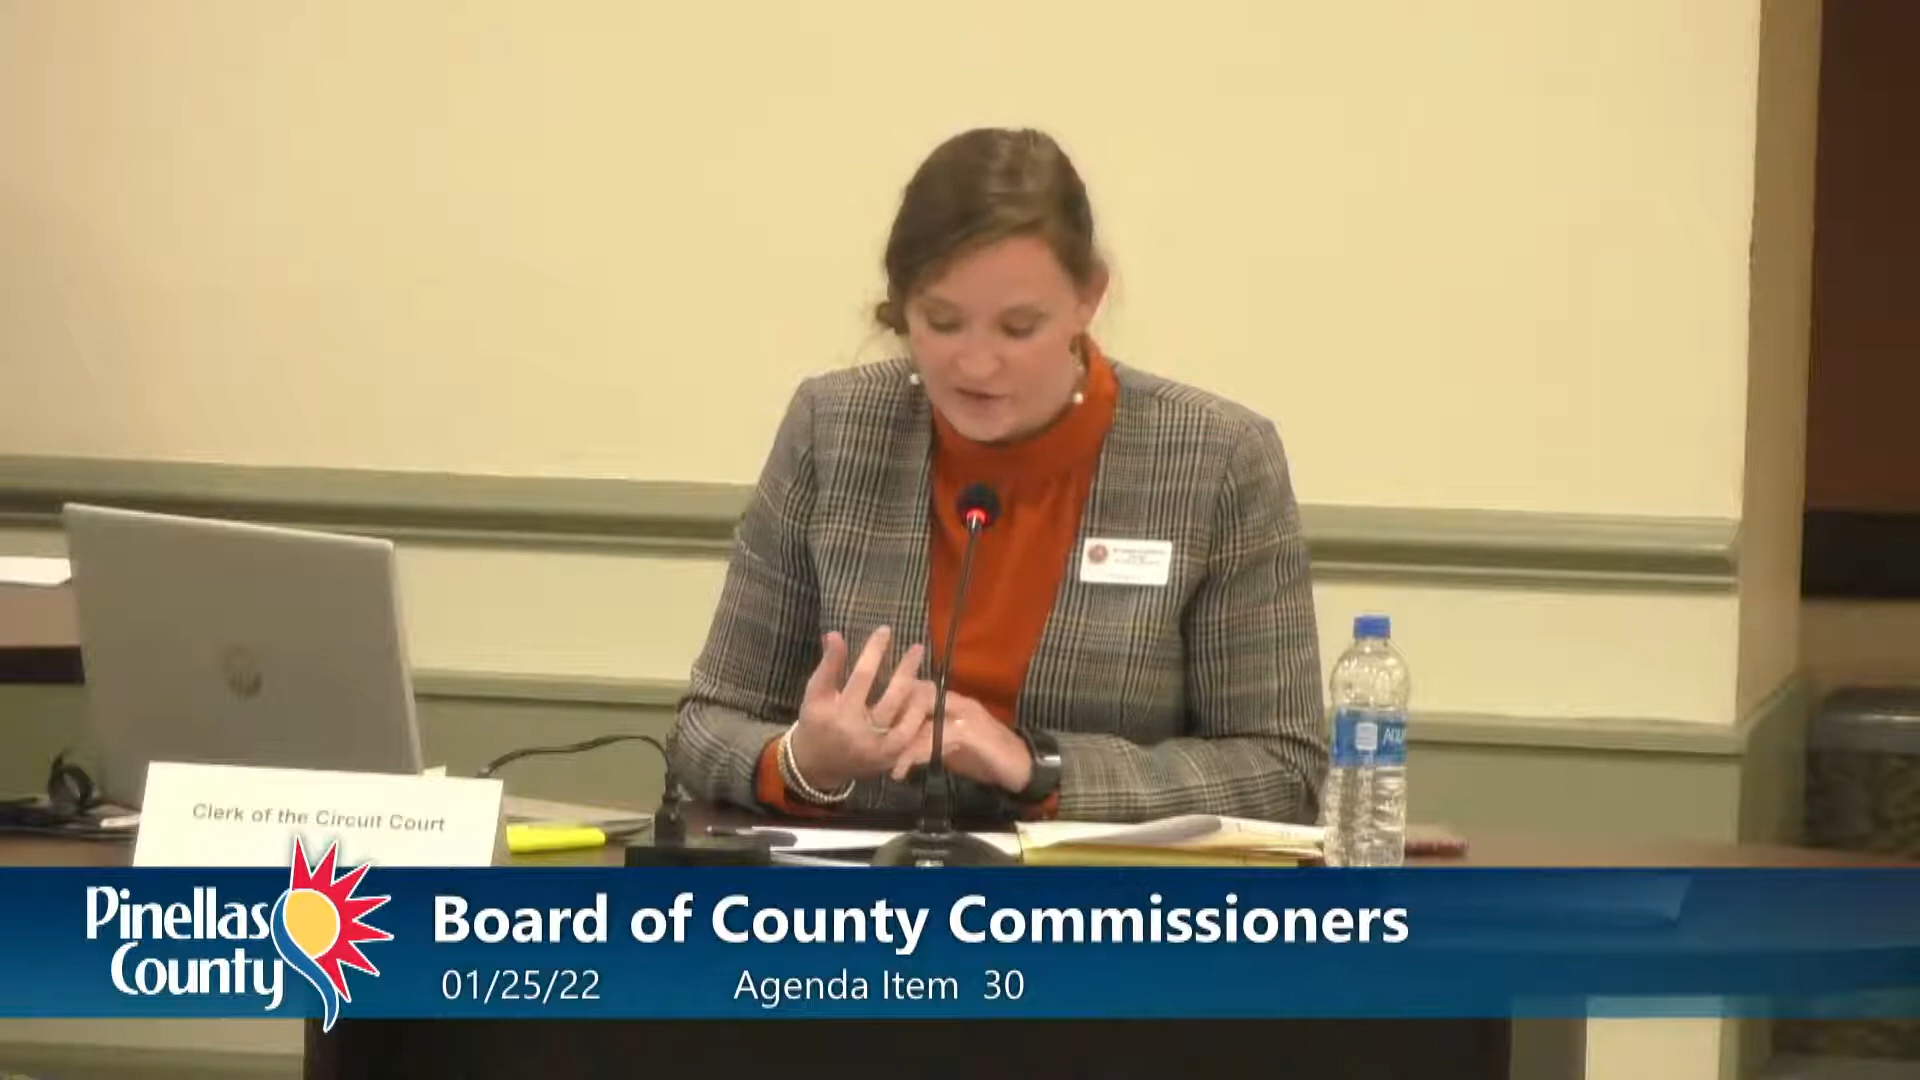 Clerk of the Circuit Court
Pinellas
County
Board of County Commissioners
01/25/22 Agenda Item 30